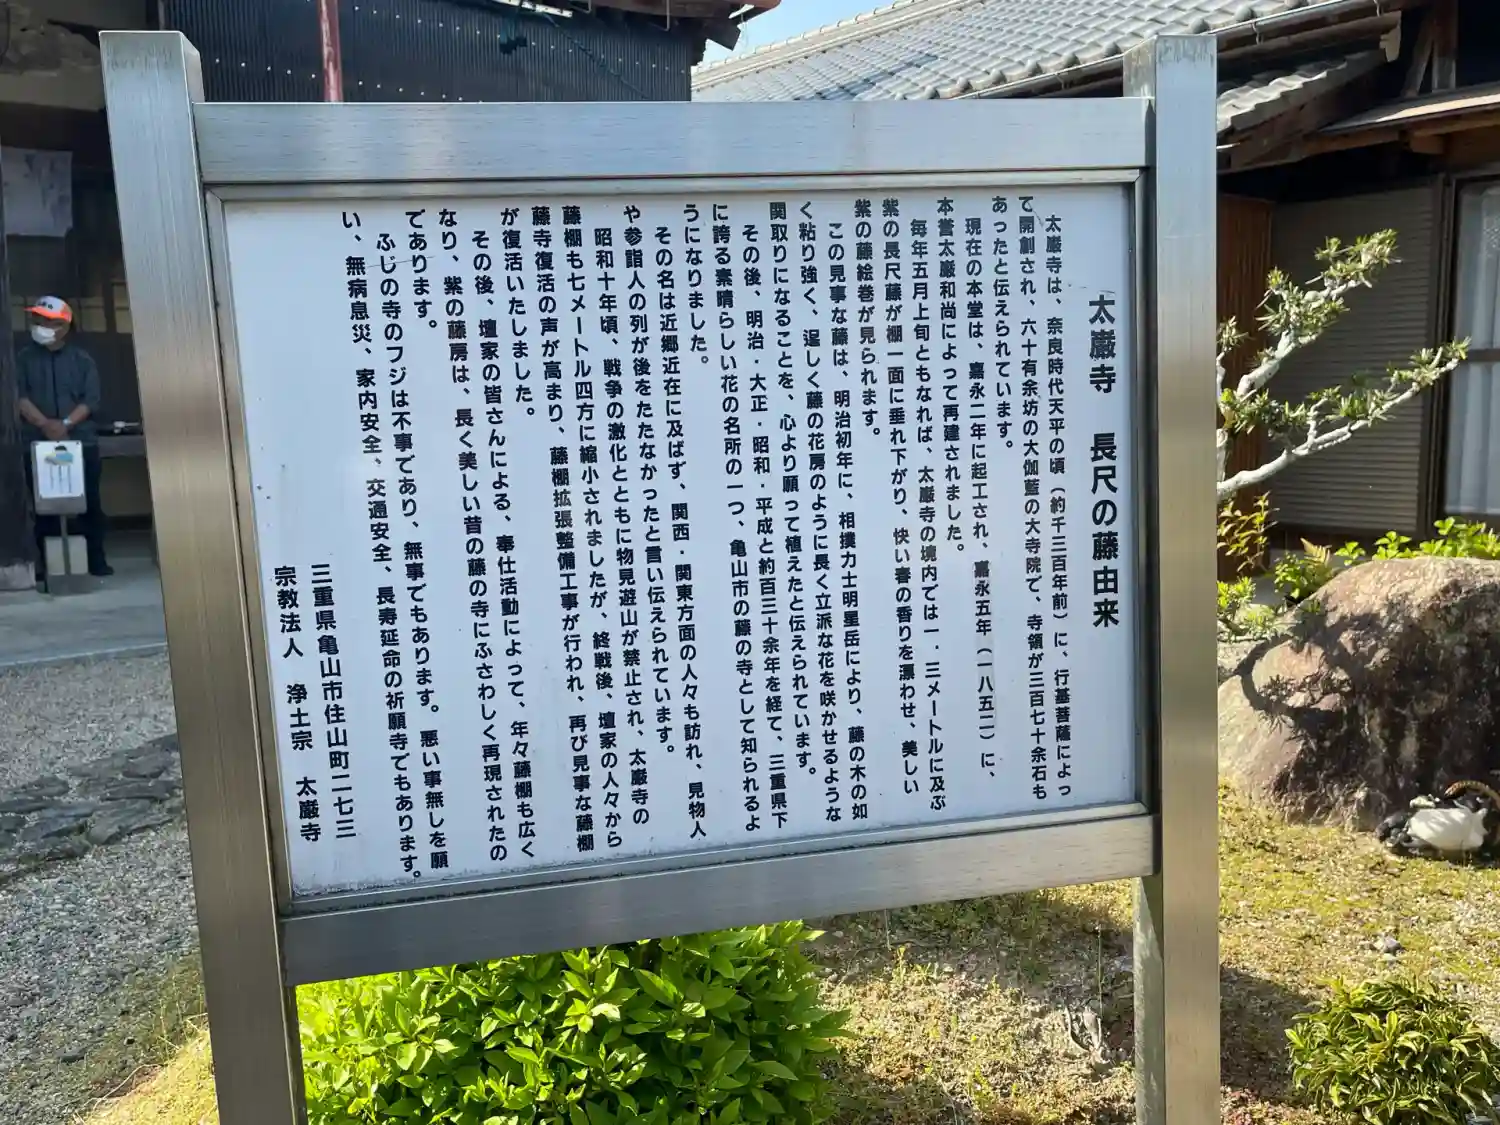 太巌寺 長尺の藤由来
太巌寺は、奈良時代天平の頃（約千三百年前）に、行基菩薩によっ
て開創され、六十有余坊の大伽藍の大寺院で、寺領が三百七十余石も
あったと伝えられています。
現在の本堂は、嘉永二年に起工され、嘉永五年（一八五二）に、
本誉太巌和尚によって再建されました。
毎年五月上旬ともなれば、太巌寺の境内では一．三メートルに及ぶ
紫の長尺藤が棚一面に垂れ下がり、快い春の香りを漂わせ、美しい
紫の藤絵巻が見られます。
この見事な藤は、明治初年に、相撲力士明星岳により、藤の木の如
く粘り強く、逞しく藤の花房のように長く立派な花を咲かせるような
関取りになることを、心より願って植えたと伝えられています。
その後、明治・大正・昭和・平成と約百三十余年を経て、三重県下
に誇る素晴らしい花の名所の一つ、亀山市の藤の寺として知られるよ
うになりました。
その名は近郷近在に及ばず、関西・関東方面の人々も訪れ、見物人
や参詣人の列が後をたたなかったと言い伝えられています。
昭和十年頃、戦争の激化とともに物見遊山が禁止され、太巌寺の
藤棚も七メートル四方に縮小されましたが、終戦後、壇家の人々から
藤寺復活の声が高まり、藤棚拡張整備工事が行われ、再び見事な藤棚
が復活いたしました。
その後、壇家の皆さんによる、奉仕活動によって、年々藤棚も広く
なり、紫の藤房は、長く美しい昔の藤の寺にふさわしく再現されたの
であります。
ふじの寺のフジは不事であり、無事でもあります。悪い事無しを願
い、無病息災、家内安全、交通安全、長寿延命の祈願寺でもあります。
三重県亀山市住山町二七三
宗教法人 浄土宗 太巌寺